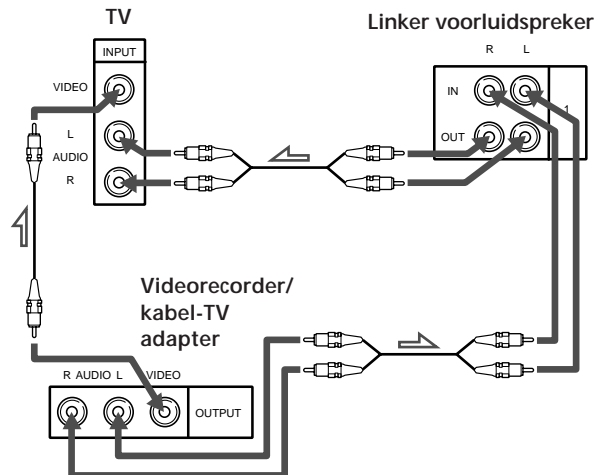 TV
Linker voorluidspreker
INPUT
VIDEO
L
AUDIO
R
R L
IN
OUT
1
Videorecorder/
kabel-TV
adapter
R AUDIO L VIDEO
OUTPUT